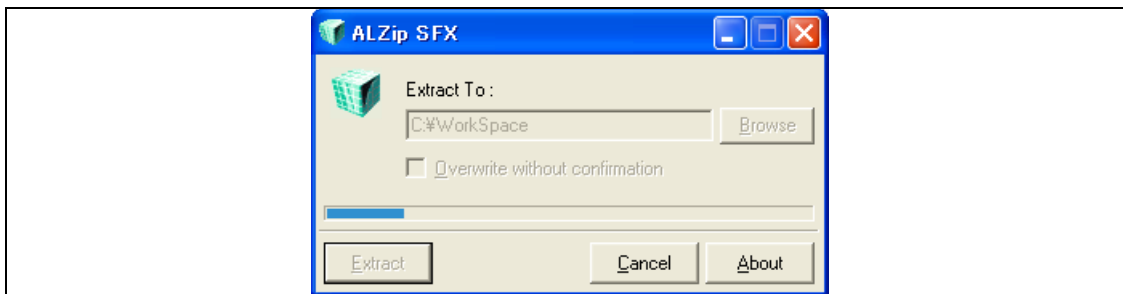 ALZip SFX
Extract To :
C:¥WorkSpace
Browse
Overwrite without confirmation
Extract
Cancel
About